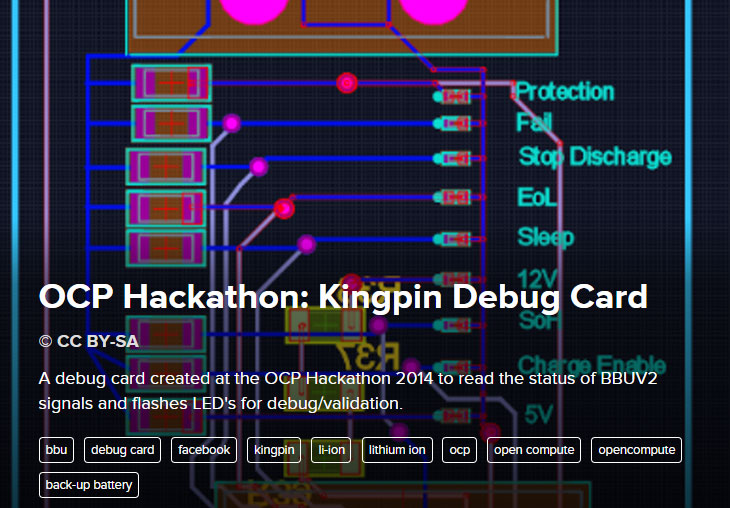 Protection
Fail
Stop Discharge
EoL
Sleep
12V
OCP Hackathon: Kingpin Debug Card
SoH
R37
© CC BY-SA
Charge Enable
A debug card created at the OCP Hackathon 2014 to read the status of BBUV2
signals and flashes LED's for debug/validation.
5V
bbu
debug card
facebook
kingpin
li-ion
lithium ion
ocp
open compute
opencompute
back-up battery